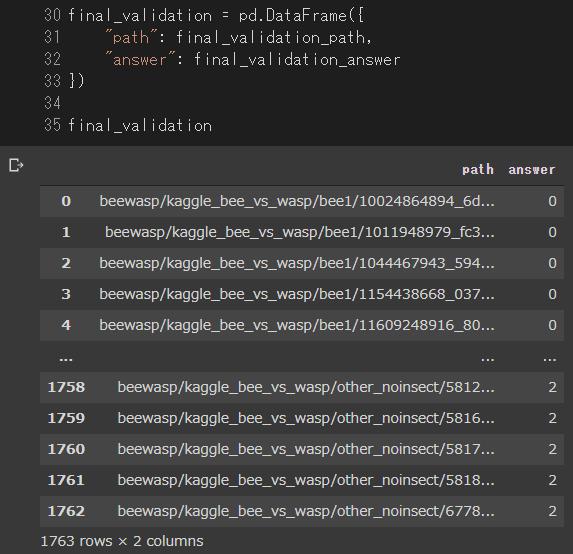 30 final_validation = pd.DataFrame({
31     "path": final_validation_path,
32     "answer": final_validation_answer
33 })
34
35 final_validation
path answer
0 beewasp/kaggle_bee_vs_wasp/bee1/10024864894_6d... 0
1 beewasp/kaggle_bee_vs_wasp/bee1/1011948979_fc3... 0
2 beewasp/kaggle_bee_vs_wasp/bee1/1044467943_594... 0
3 beewasp/kaggle_bee_vs_wasp/bee1/1154438668_037... 0
4 beewasp/kaggle_bee_vs_wasp/bee1/11609248916_80... 0
... ... ...
1758 beewasp/kaggle_bee_vs_wasp/other_noinsect/5812... 2
1759 beewasp/kaggle_bee_vs_wasp/other_noinsect/5816... 2
1760 beewasp/kaggle_bee_vs_wasp/other_noinsect/5817... 2
1761 beewasp/kaggle_bee_vs_wasp/other_noinsect/5818... 2
1762 beewasp/kaggle_bee_vs_wasp/other_noinsect/6778... 2
1763 rows × 2 columns